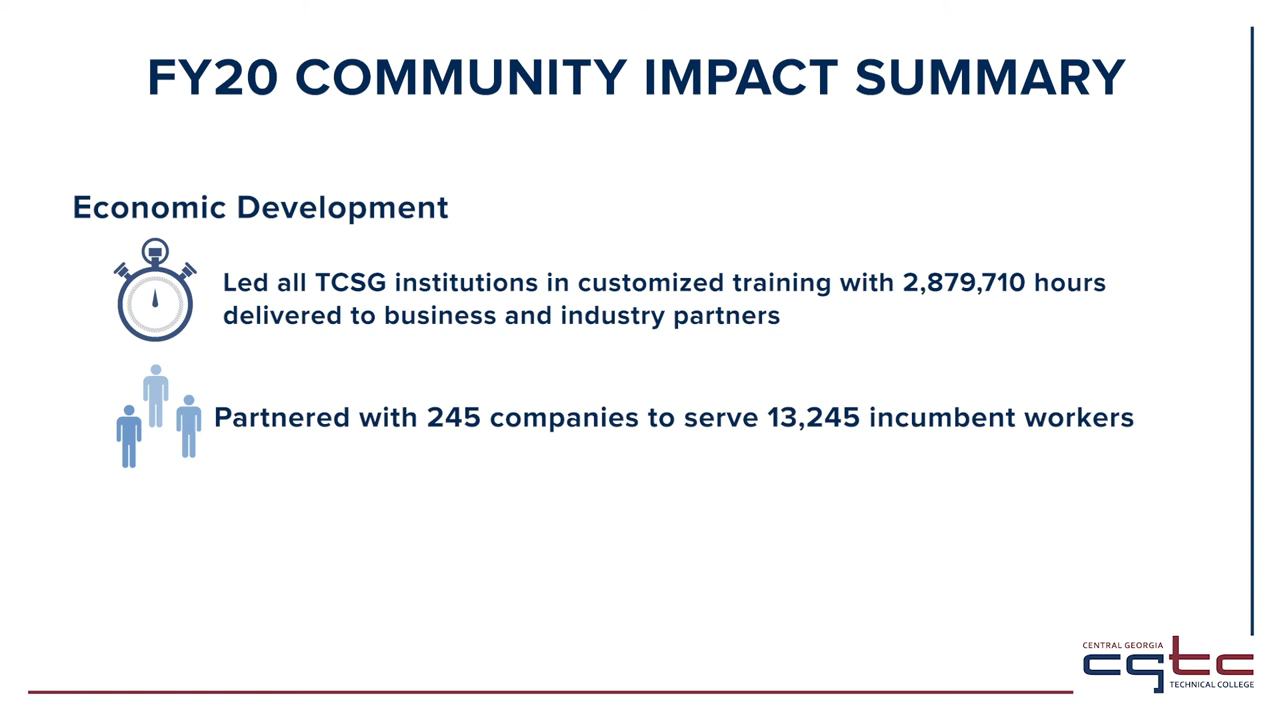 FY20 COMMUNITY IMPACT SUMMARY
Economic Development
Led all TCSG institutions in customized training with 2,879,710 hours
delivered to business and industry partners
Partnered with 245 companies to serve 13,245 incumbent workers
CENTRAL GEORGIA
cgtc
TECHNICAL COLLEGE